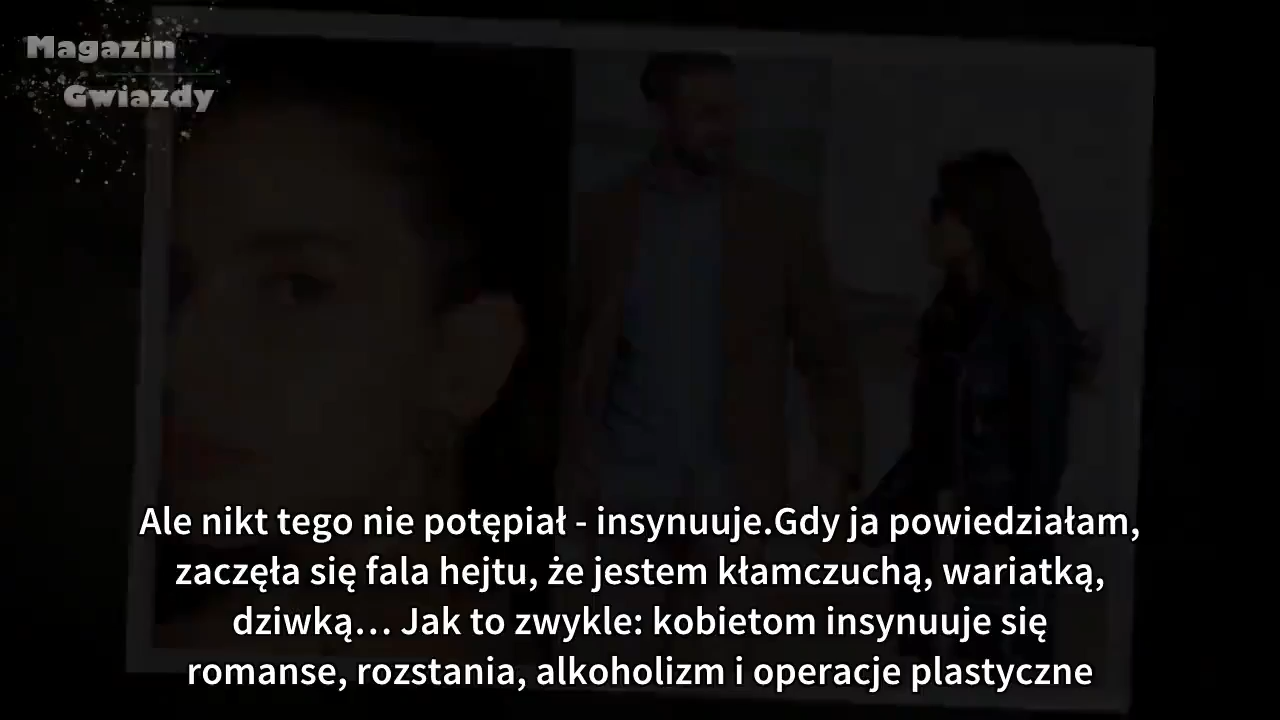 Magazin
Gwiazdy
Ale nikt tego nie potępiał - insynuuje.Gdy ja powiedziałam,
zaczęła się fala hejtu, że jestem kłamczuchą, wariatką,
dziwką... Jak to zwykle: kobietom insynuuje się
romanse, rozstania, alkoholizm i operacje plastyczne